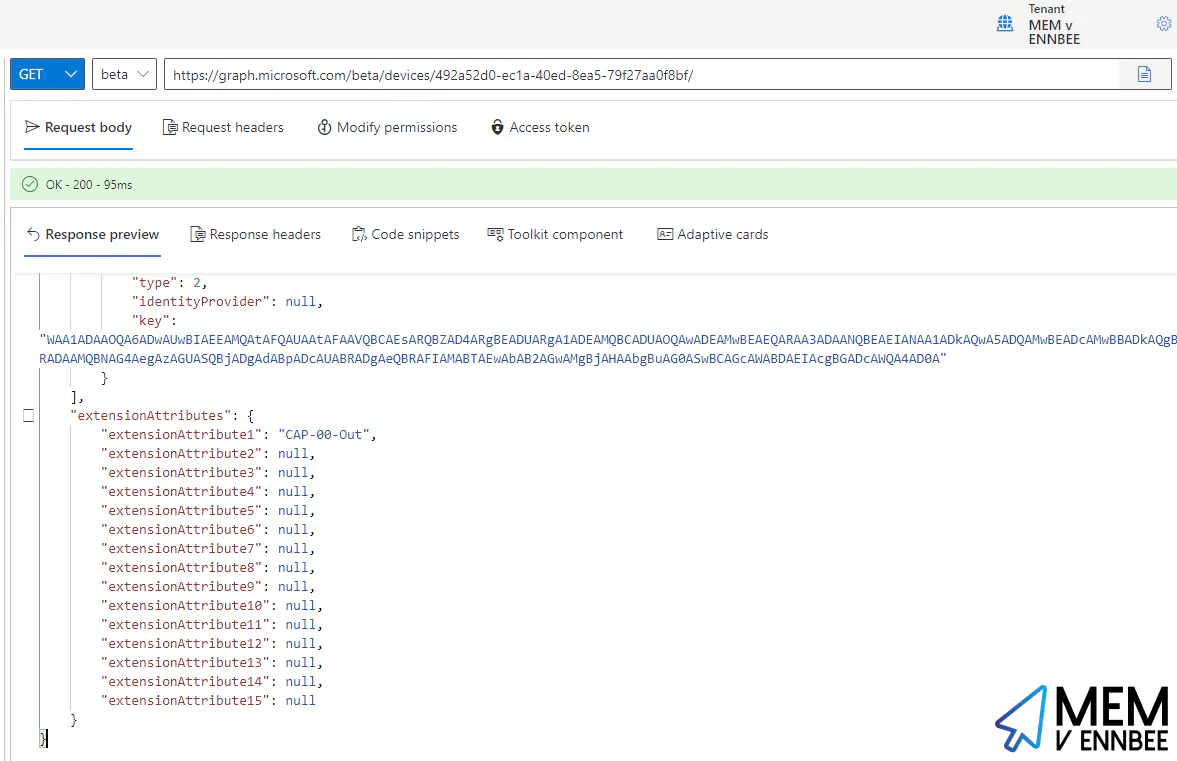 Tenant
MEM v
ENNBEE
GET
beta
https://graph.microsoft.com/beta/devices/492a52d0-ec1a-40ed-8ea5-79f27aa0f8bf/
Request body
Request headers
Modify permissions
Access token
OK - 200 - 95ms
Response preview
Response headers
Code snippets
Toolkit component
Adaptive cards
"type": 2,
"identityProvider": null,
"key":
"WAA1ADAAOQA6ADwAUwBIAEEAMQAtAFQAUAAtAFAAVQBCAEsARQBZAD4ARgBEADUARgA1ADEAMQBCADUAOQAwADEAMwBEAEQARAA3ADAANQBEAEIANAA1ADkAQwA5ADQAMwBEADcAMwBBADkAQgB
RADAAMQBNAG4AegAzAGUASQBjADgAdABpADcAUABRADgAeQBRAFIAMABTAEwAbAB2AGwAMgBjAHAAbgBuAG0ASwBCAGcAWABDAEIAcgBGADcAWQA4AD0A"
}
],
"extensionAttributes": {
"extensionAttribute1": "CAP-00-Out",
"extensionAttribute2": null,
"extensionAttribute3": null,
"extensionAttribute4": null,
"extensionAttribute5": null,
"extensionAttribute6": null,
"extensionAttribute7": null,
"extensionAttribute8": null,
"extensionAttribute9": null,
"extensionAttribute10": null,
"extensionAttribute11": null,
"extensionAttribute12": null,
"extensionAttribute13": null,
"extensionAttribute14": null,
"extensionAttribute15": null
}
}
MEM
V ENNBEE